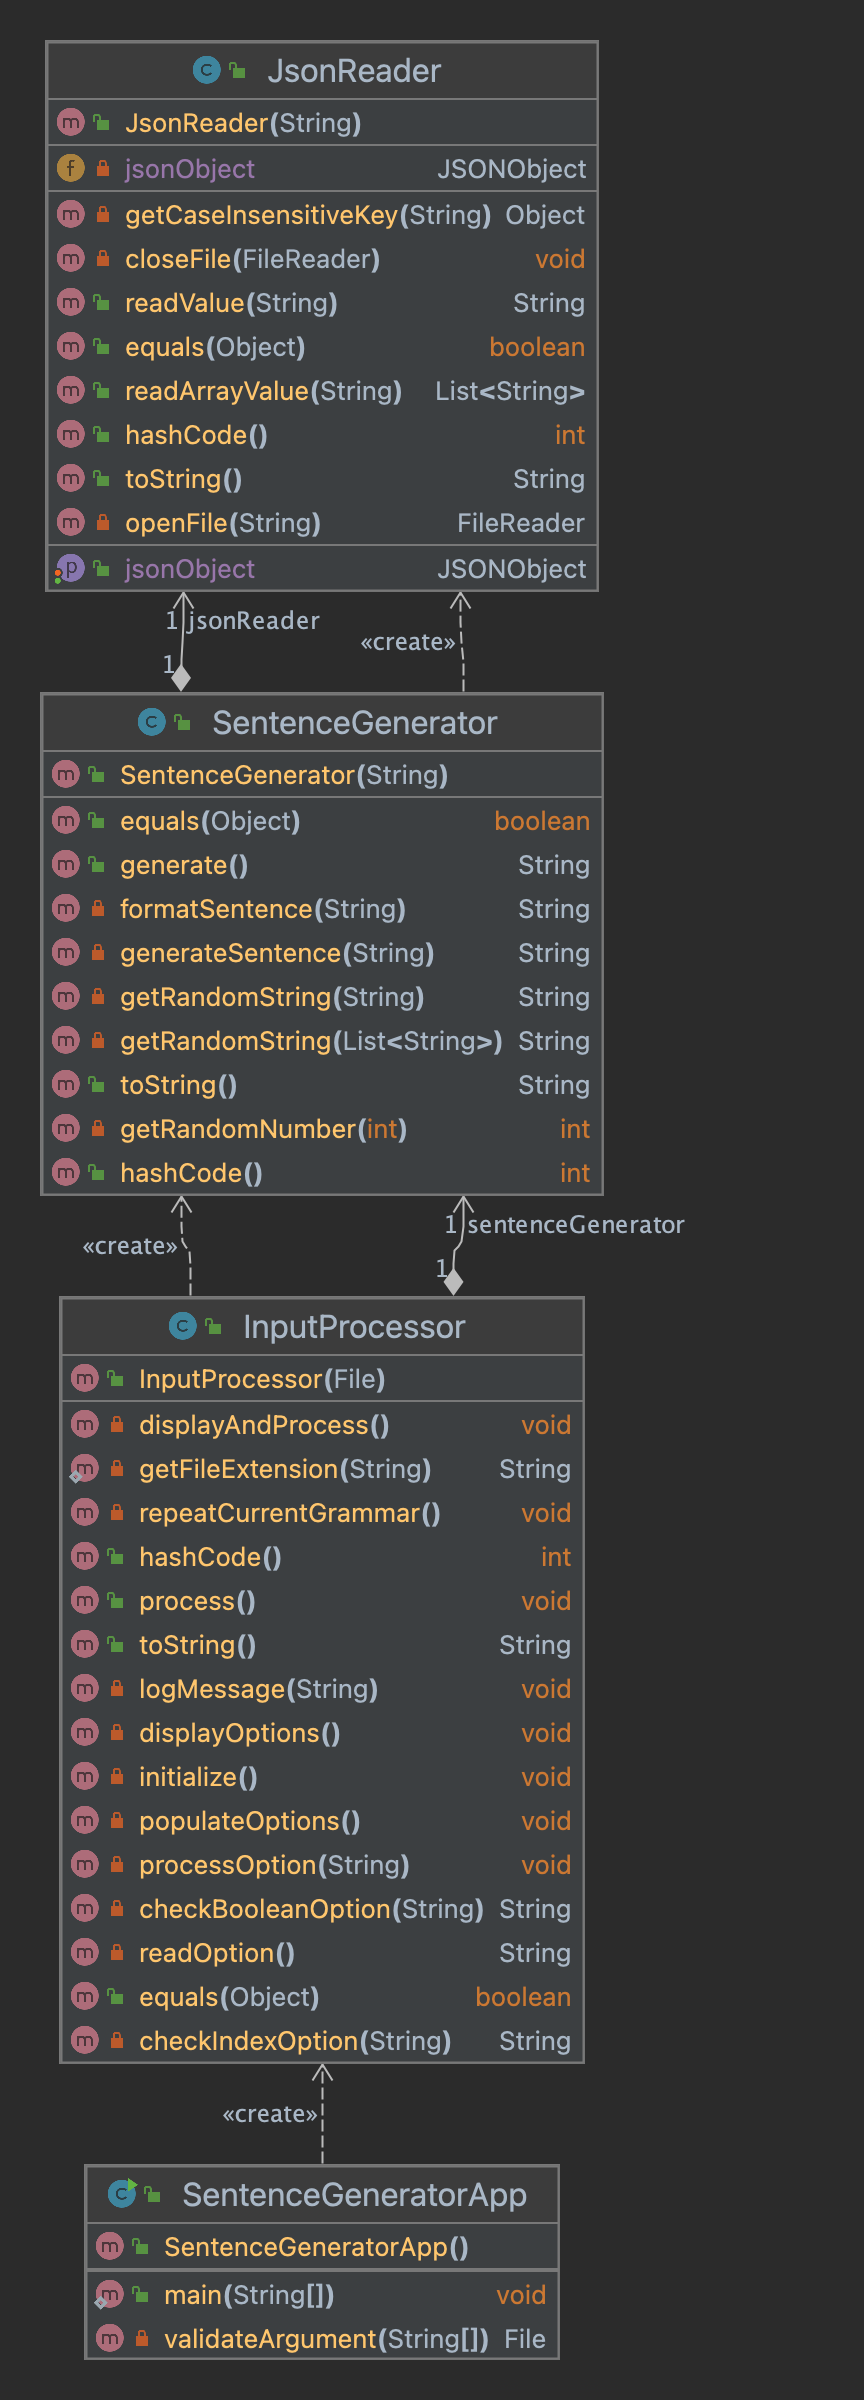 JsonReader
JsonReader(String)
jsonObject JSONObject
getCaseInsensitiveKey(String) Object
closeFile(FileReader) void
readValue(String) String
equals(Object) boolean
readArrayValue(String) List<String>
hashCode() int
toString() String
openFile(String) FileReader
jsonObject JSONObject
1 jsonReader
«create»
1
SentenceGenerator
SentenceGenerator(String)
equals(Object) boolean
generate() String
formatSentence(String) String
generateSentence(String) String
getRandomString(String) String
getRandomString(List<String>) String
toString() String
getRandomNumber(int) int
hashCode() int
1 sentenceGenerator
«create»
1
InputProcessor
InputProcessor(File)
displayAndProcess() void
getFileExtension(String) String
repeatCurrentGrammar() void
hashCode() int
process() void
toString() String
logMessage(String) void
displayOptions() void
initialize() void
populateOptions() void
processOption(String) void
checkBooleanOption(String) String
readOption() String
equals(Object) boolean
checkIndexOption(String) String
«create»
SentenceGeneratorApp
SentenceGeneratorApp()
main(String[]) void
validateArgument(String[]) File